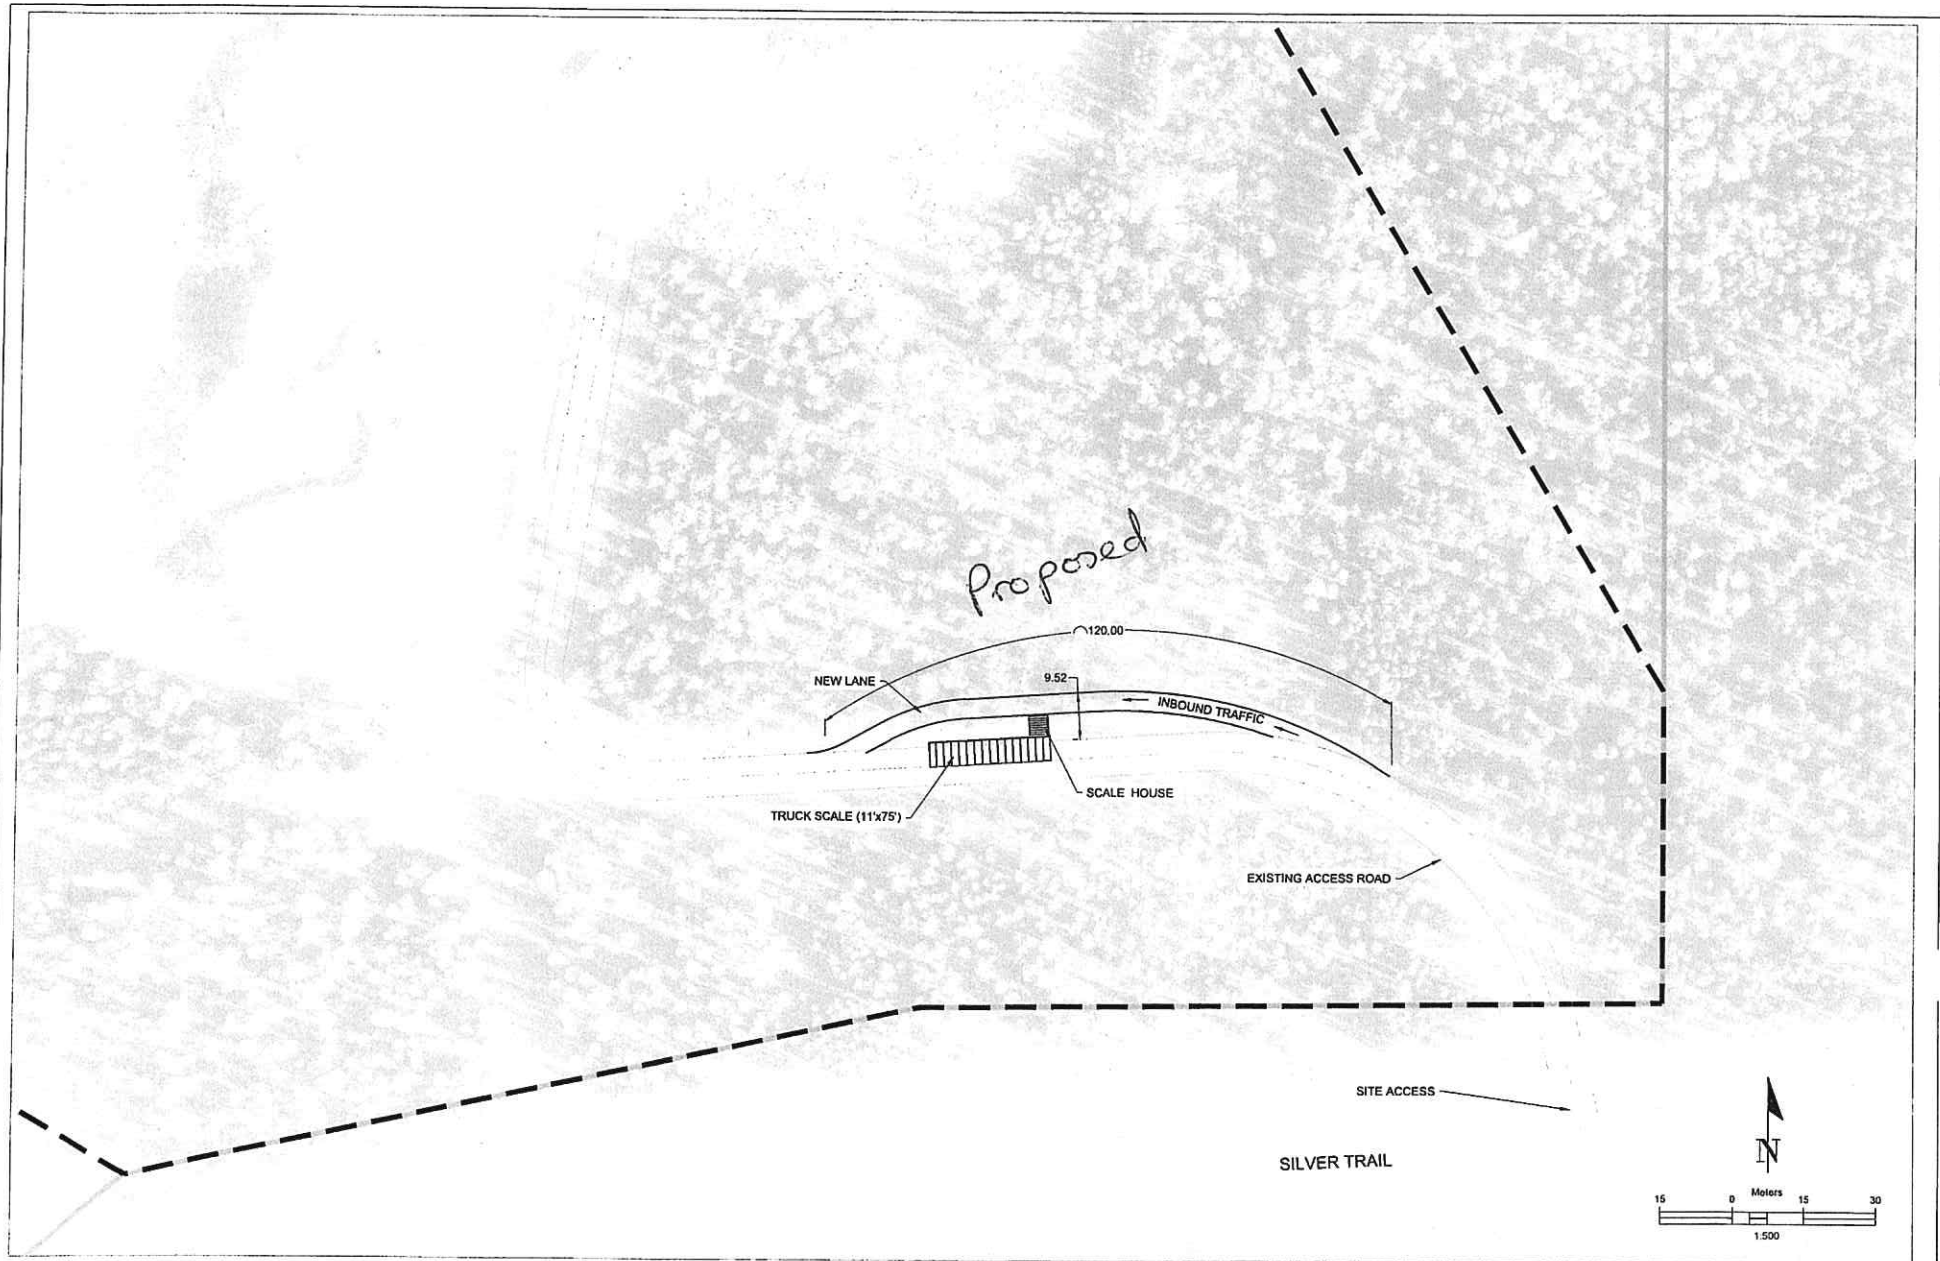 Proposed
120.00
9.52
NEW LANE
INBOUND TRAFFIC
SCALE HOUSE
TRUCK SCALE (11'x75')
EXISTING ACCESS ROAD
SITE ACCESS
SILVER TRAIL
N
Meters
15 0 15 30
1:500